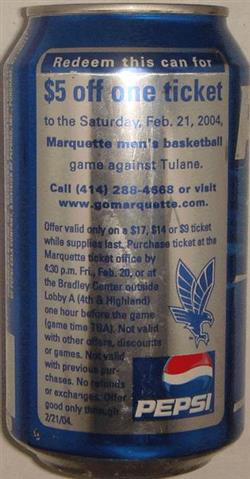 Redeem this can for
$5 off one ticket
to the Saturday, Feb. 21, 2004,
Marquette men's basketball
game against Tulane.
Call (414) 288-4668 or visit
www.gomarquette.com.
Offer valid only on a $17, $14 or $9 ticket
while supplies last. Purchase ticket at the
Marquette ticket office by
4:30 p.m. Fri., Feb. 20, or at
the Bradley Center outside
Lobby A (4th & Highland)
one hour before the game
(game time TBA). Not valid
with other offers, discounts
or games. Not valid
with previous pur-
chases. No refunds
or exchanges. Offer
good only through
2/21/04.
PEPSI